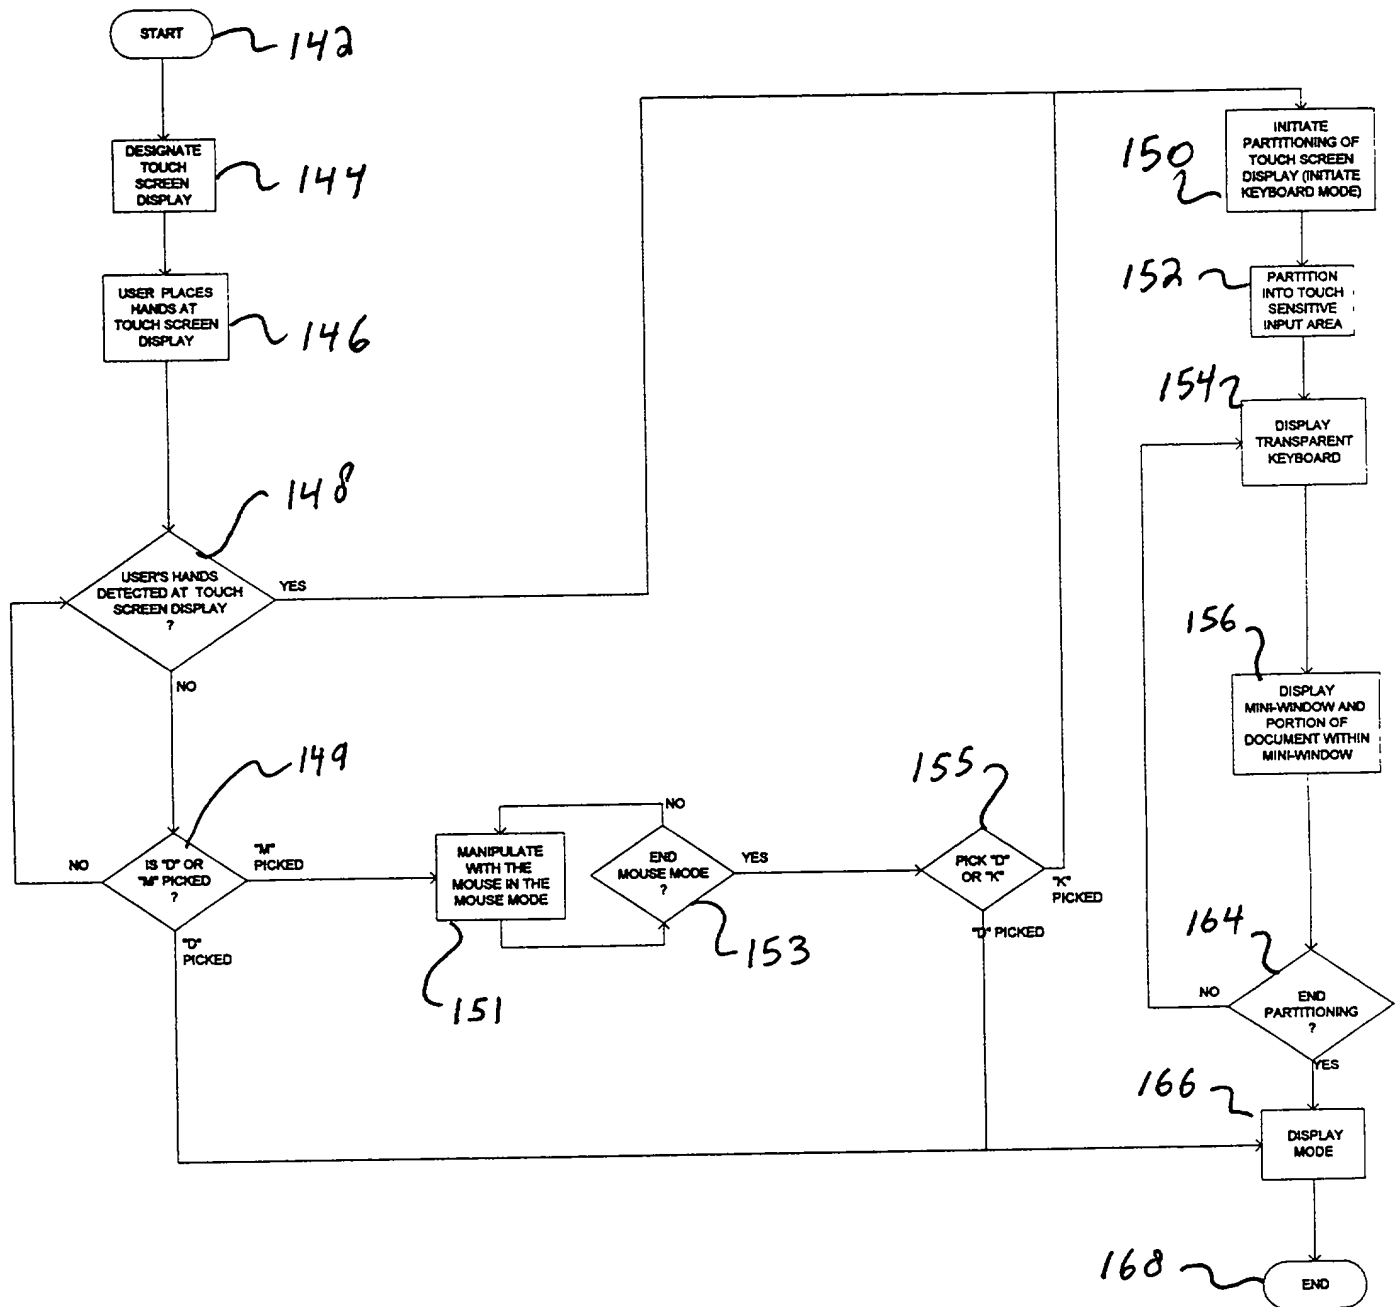 START
142
DESIGNATE
TOUCH
SCREEN
DISPLAY
144
USER PLACES
HANDS AT
TOUCH SCREEN
DISPLAY
146
USER'S HANDS
DETECTED AT TOUCH
SCREEN DISPLAY
?
148
YES
NO
IS "D" OR
"M" PICKED
?
149
NO
"M"
PICKED
"D"
PICKED
MANIPULATE
WITH THE
MOUSE IN THE
MOUSE MODE
151
NO
END
MOUSE MODE
?
153
YES
155
PICK "D"
OR "K"
"K"
PICKED
"D" PICKED
150
INITIATE
PARTITIONING OF
TOUCH SCREEN
DISPLAY (INITIATE
KEYBOARD MODE)
152
PARTITION
INTO TOUCH
SENSITIVE
INPUT AREA
154
DISPLAY
TRANSPARENT
KEYBOARD
156
DISPLAY
MINI-WINDOW AND
PORTION OF
DOCUMENT WITHIN
MINI-WINDOW
164
NO
END
PARTITIONING
?
YES
166
DISPLAY
MODE
168
END